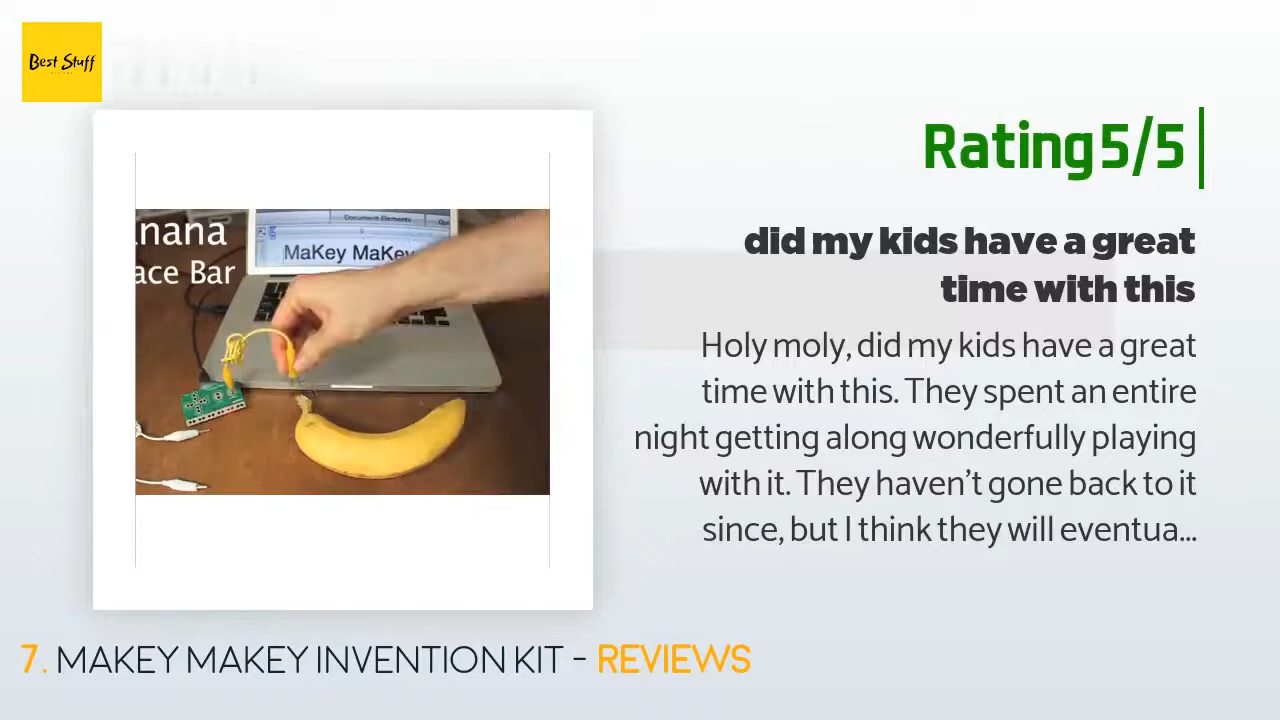 Best Stuff
Rating 5/5
did my kids have a great
time with this
Holy moly, did my kids have a great
time with this. They spent an entire
night getting along wonderfully playing
with it. They haven't gone back to it
since, but I think they will eventua...
nana
ace Bar
Document Elements
MaKey MaKey
7. MAKEY MAKEY INVENTION KIT - REVIEWS